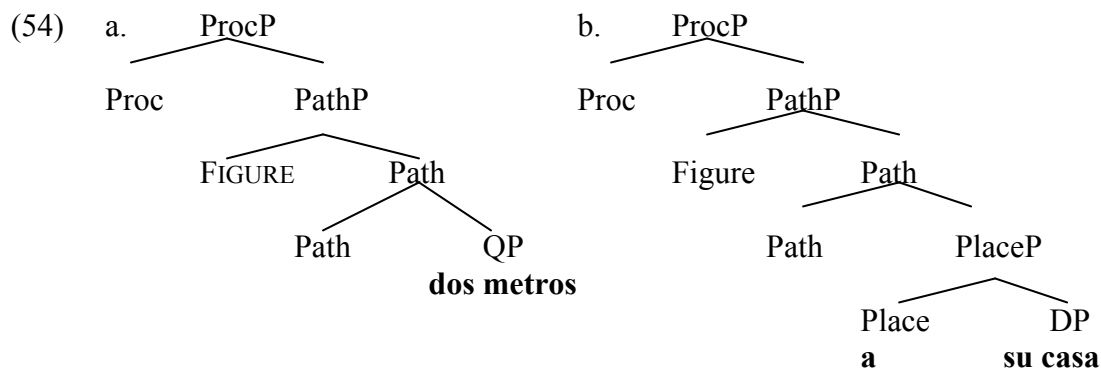 (54) a. ProcP b. ProcP
Proc PathP Proc PathP
FIGURE Path Figure Path
Path QP Path PlaceP
dos metros
Place DP
a su casa